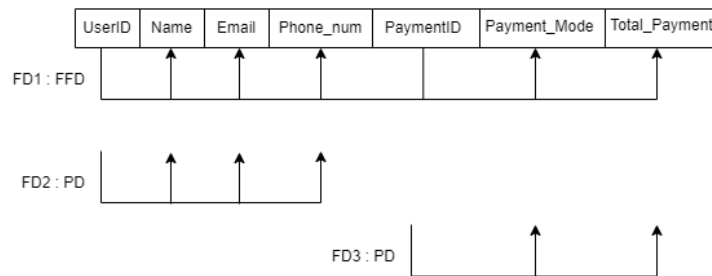 UserID Name Email Phone_num PaymentID Payment_Mode Total_Payment
FD1 : FFD
FD2 : PD
FD3 : PD